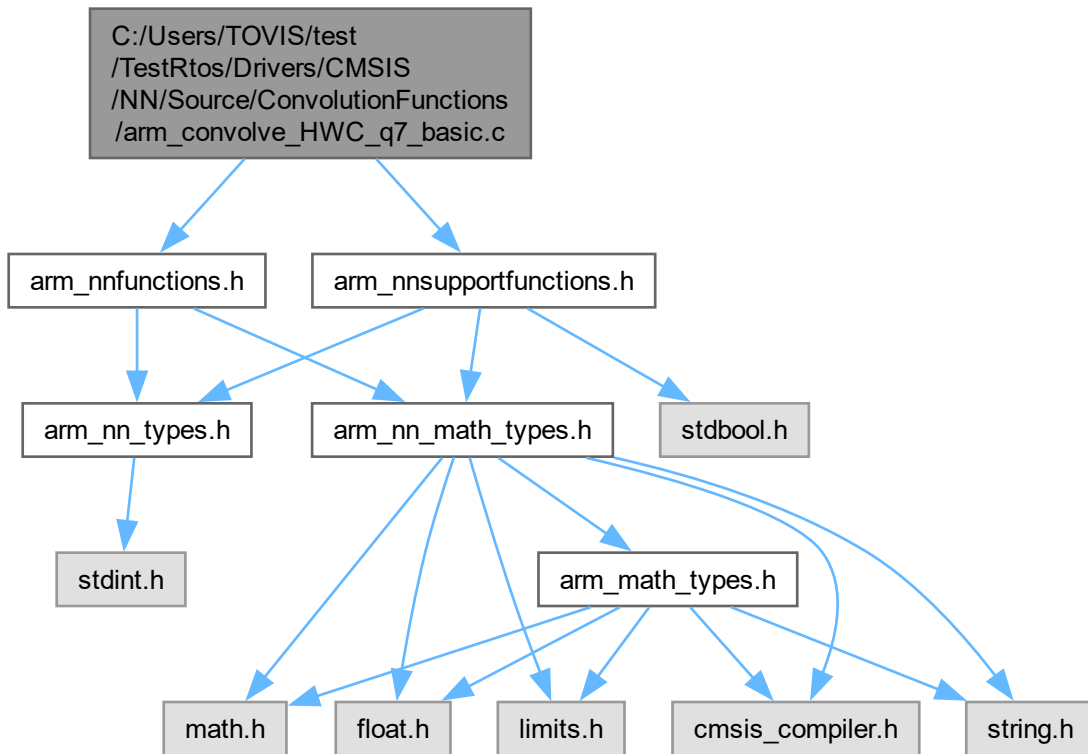 C:/Users/TOVIS/test
/TestRtos/Drivers/CMSIS
/NN/Source/ConvolutionFunctions
/arm_convolve_HWC_q7_basic.c
arm_nnfunctions.h
arm_nnsupportfunctions.h
arm_nn_types.h
arm_nn_math_types.h
stdbool.h
stdint.h
arm_math_types.h
math.h
float.h
limits.h
cmsis_compiler.h
string.h